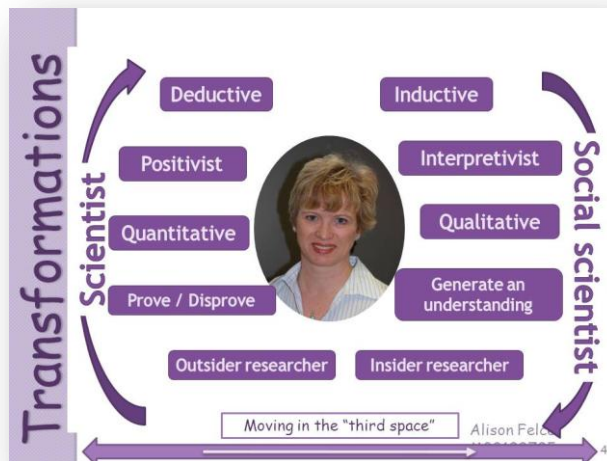 Transformations
Scientist
Deductive
Inductive
Positivist
Interpretivist
Quantitative
Qualitative
Prove / Disprove
Generate an
understanding
Outsider researcher
Insider researcher
Social scientist
Moving in the "third space"
Alison
4